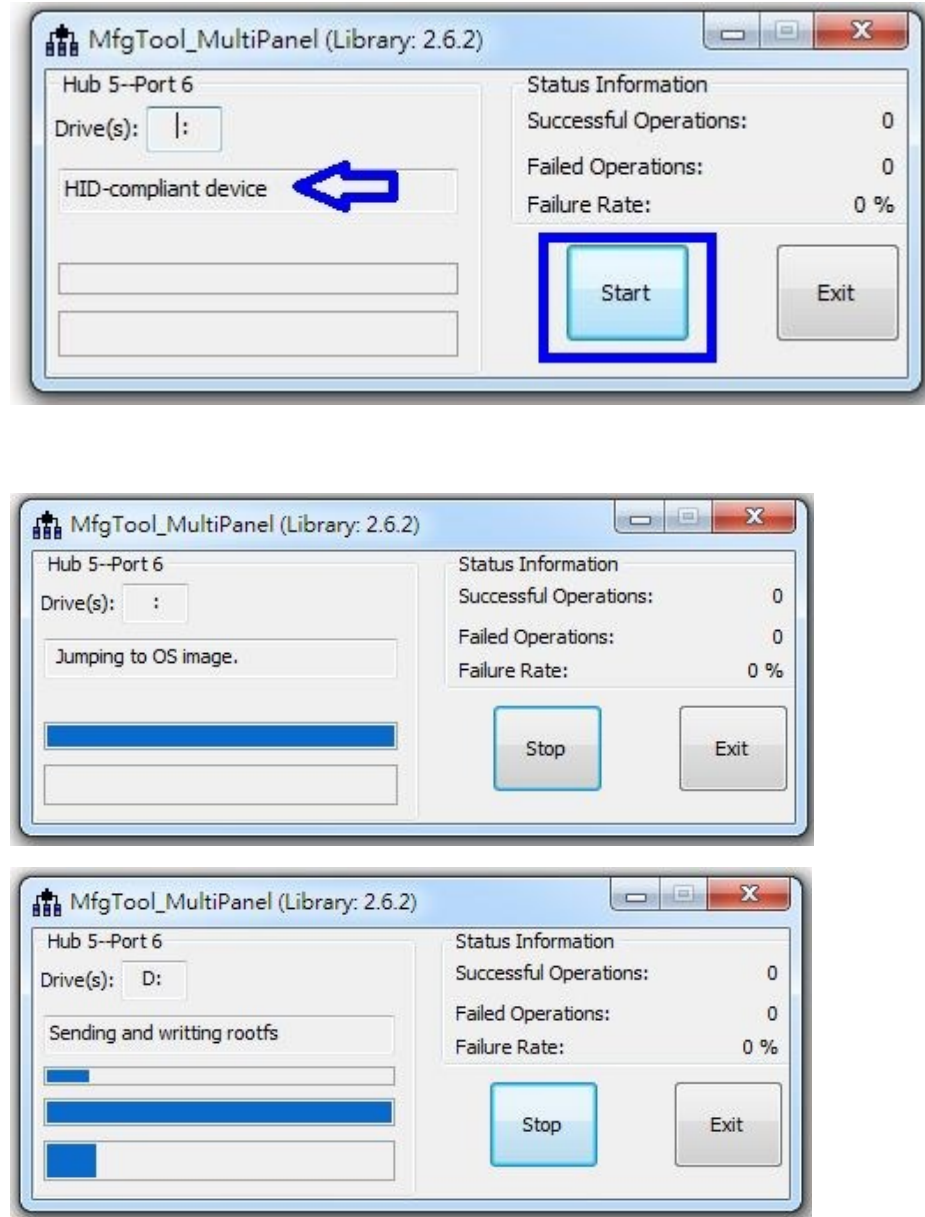 MfgTool_MultiPanel (Library: 2.6.2)
Hub 5--Port 6
Drive(s): :
HID-compliant device
Status Information
Successful Operations: 0
Failed Operations: 0
Failure Rate: 0 %
Start
Exit
MfgTool_MultiPanel (Library: 2.6.2)
Hub 5--Port 6
Drive(s): :
Jumping to OS image.
Status Information
Successful Operations: 0
Failed Operations: 0
Failure Rate: 0 %
Stop
Exit
MfgTool_MultiPanel (Library: 2.6.2)
Hub 5--Port 6
Drive(s): D:
Sending and writting rootfs
Status Information
Successful Operations: 0
Failed Operations: 0
Failure Rate: 0 %
Stop
Exit